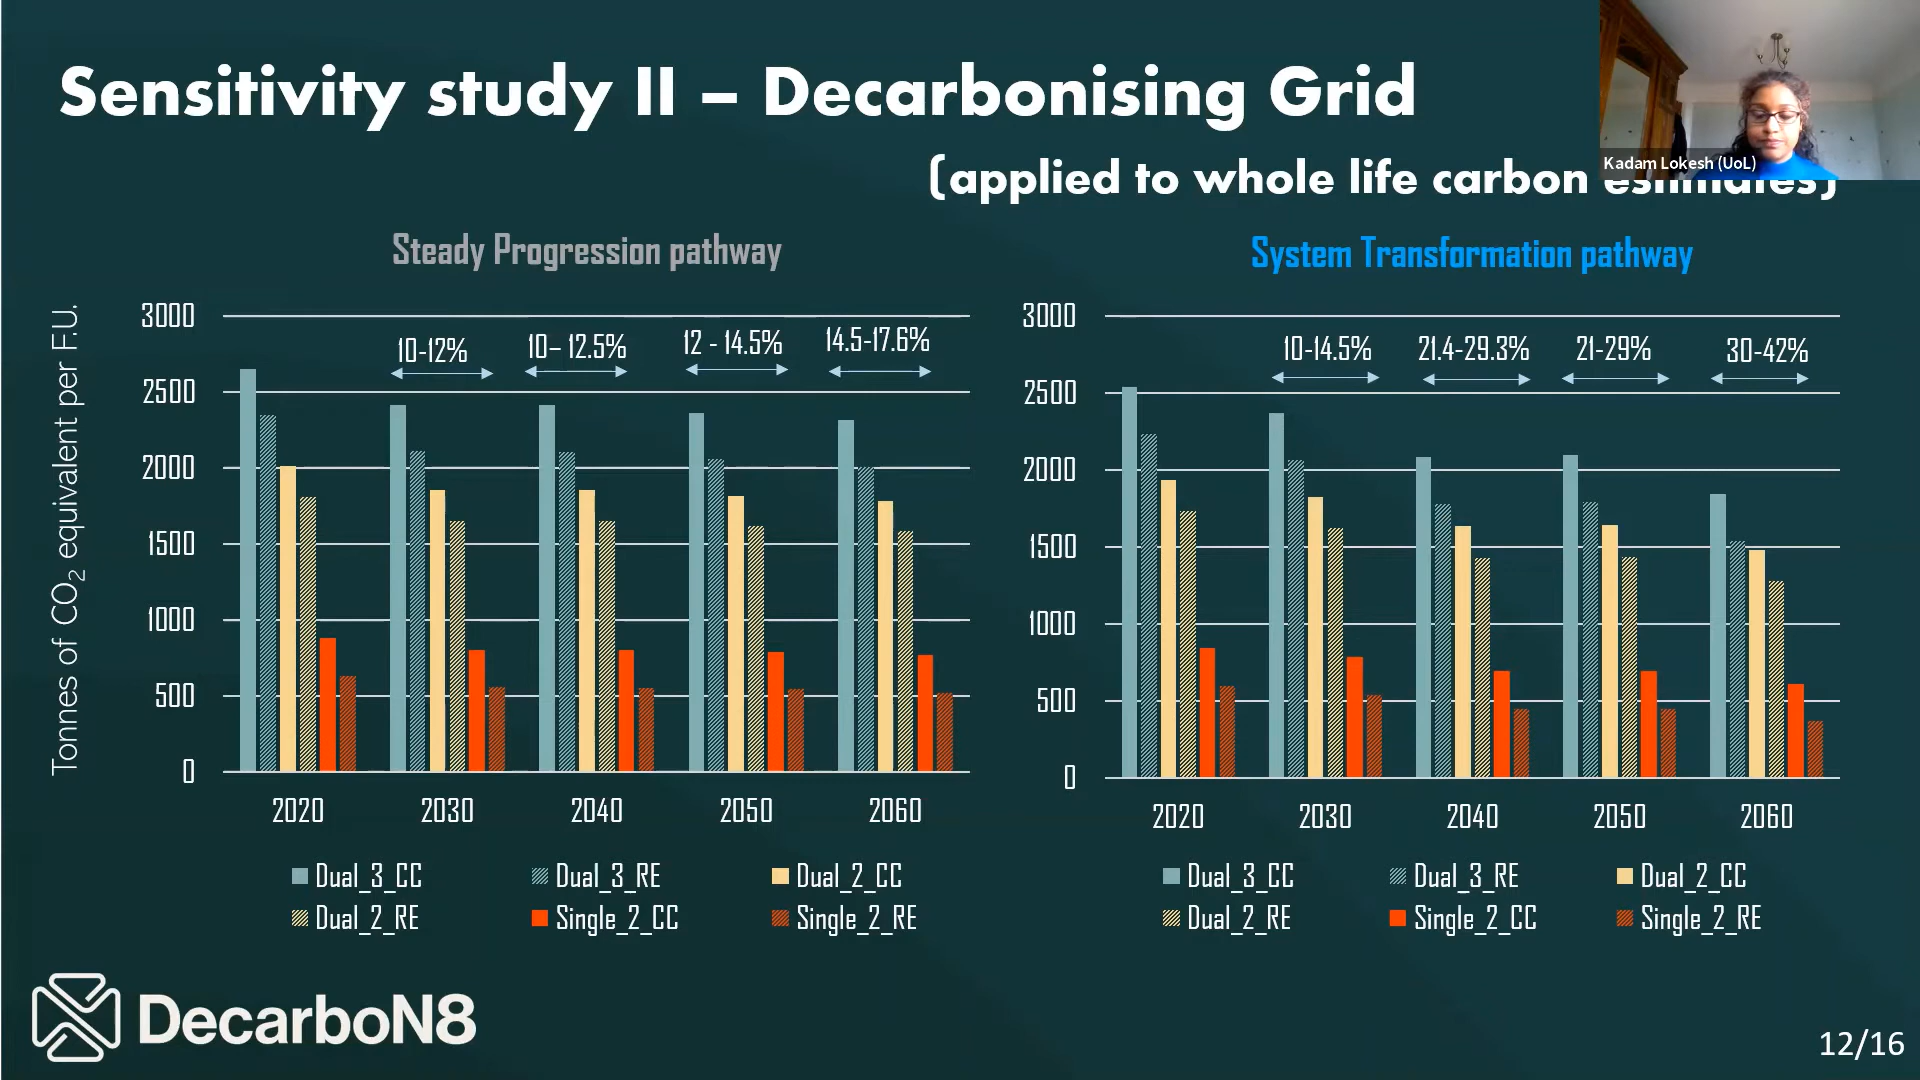 Sensitivity study II – Decarbonising Grid
(applied to whole life carbon estimates)
Kadam Lokesh (UoL)
Steady Progression pathway
Tonnes of CO2 equivalent per F.U.
3000
2500
2000
1500
1000
500
0
10-12%
10– 12.5%
12 - 14.5%
14.5-17.6%
2020
2030
2040
2050
2060
Dual_3_CC
Dual_3_RE
Dual_2_CC
Dual_2_RE
Single_2_CC
Single_2_RE
System Transformation pathway
3000
2500
2000
1500
1000
500
0
10-14.5%
21.4-29.3%
21-29%
30-42%
2020
2030
2040
2050
2060
Dual_3_CC
Dual_3_RE
Dual_2_CC
Dual_2_RE
Single_2_CC
Single_2_RE
DecarboN8
12/16